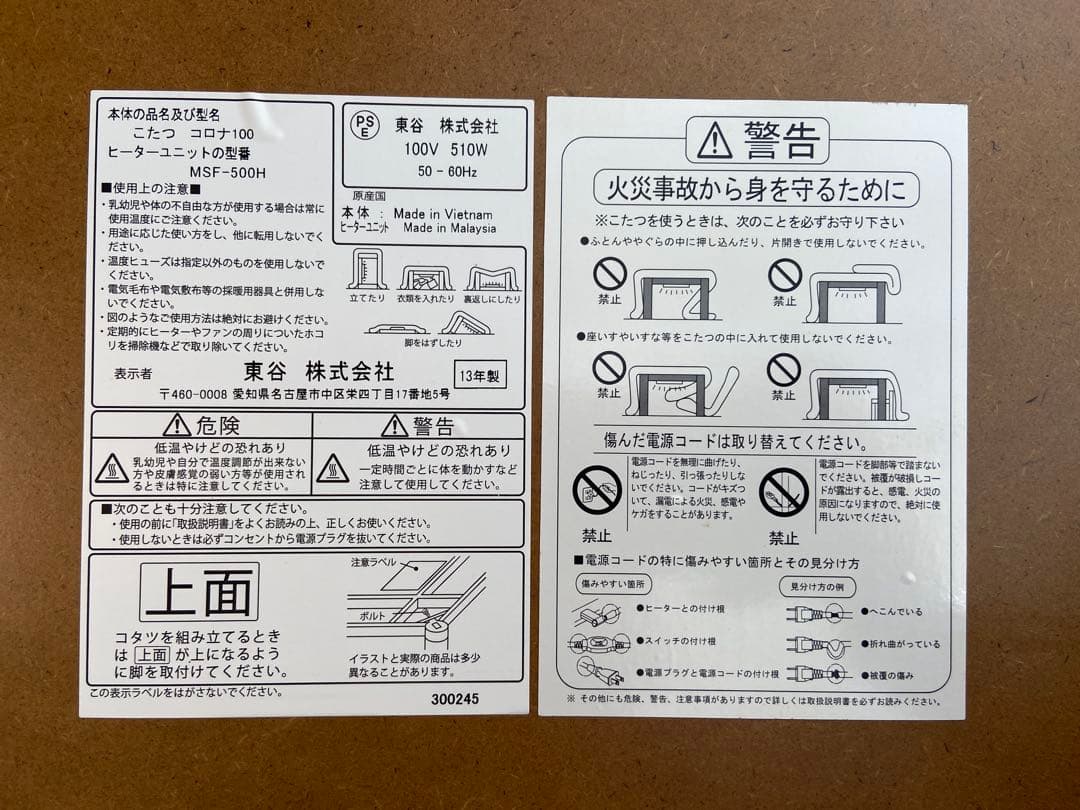 本体の品名及び型名
こたつ コロナ100
ヒーターユニットの型番
MSF-500H
■使用上の注意■
・乳幼児や体の不自由な方が使用する場合は常に
使用温度にご注意ください。
・用途に応じた使い方をし、他に転用しないでく
ださい。
・温度ヒューズは指定以外のものを使用しないで
ください。
・電気毛布や電気敷布等の採暖用器具と併用しな
いでください。
・図のようなご使用方法は絶対にお避けください。
・定期的にヒーターやファンの周りについたホコ
リを掃除機などで取り除いてください。
PS
E
東谷 株式会社
100V 510W
50 - 60Hz
原産国
本体 : Made in Vietnam
ヒーターユニット Made in Malaysia
立てたり 衣類を入れたり 裏返しにしたり
脚をはずしたり
表示者 東谷 株式会社 13年製
〒460-0008 愛知県名古屋市中区栄四丁目17番地5号
危険
低温やけどの恐れあり
乳幼児や自分で温度調節が出来ない
方や皮膚感覚の弱い方等が使用され
るときは特に注意してください。
警告
低温やけどの恐れあり
一定時間ごとに体を動かすなど
注意して使用してください。
■次のことも十分注意してください。
・使用の前に「取扱説明書」をよくお読みの上、正しくお使いください。
・使用しないときは必ずコンセントから電源プラグを抜いてください。
上面
コタツを組み立てるとき
は 上面 が上になるよう
に脚を取付けてください。
注意ラベル
ボルト
イラストと実際の商品は多少
異なることがあります。
この表示ラベルをはがさないでください。
300245
警告
火災事故から身を守るために
※こたつを使うときは、次のことを必ずお守り下さい
●ふとんややぐらの中に押し込んだり、片開きで使用しないでください。
禁止
禁止
●座いすやいすな等をこたつの中に入れて使用しないでください。
禁止
禁止
傷んだ電源コードは取り替えてください。
電源コードを無理に曲げたり、
ねじったり、引っ張ったりしな
いでください。コードがキズつ
いて、漏電による火災、感電や
ケガをすることがあります。
禁止
電源コードを脚部等で踏まない
でください。被覆が破損しコー
ドが露出すると、感電、火災の
原因になりますので、絶対に使
用しないでください。
禁止
■電源コードの特に傷みやすい箇所とその見分け方
傷みやすい箇所
●ヒーターとの付け根
●スイッチの付け根
●電源プラグと電源コードの付け根
見分け方の例
●へこんでいる
●折れ曲がっている
●被覆の傷み
※ その他にも危険、警告、注意事項がありますので詳しくは取扱説明書を必ずお読みください。